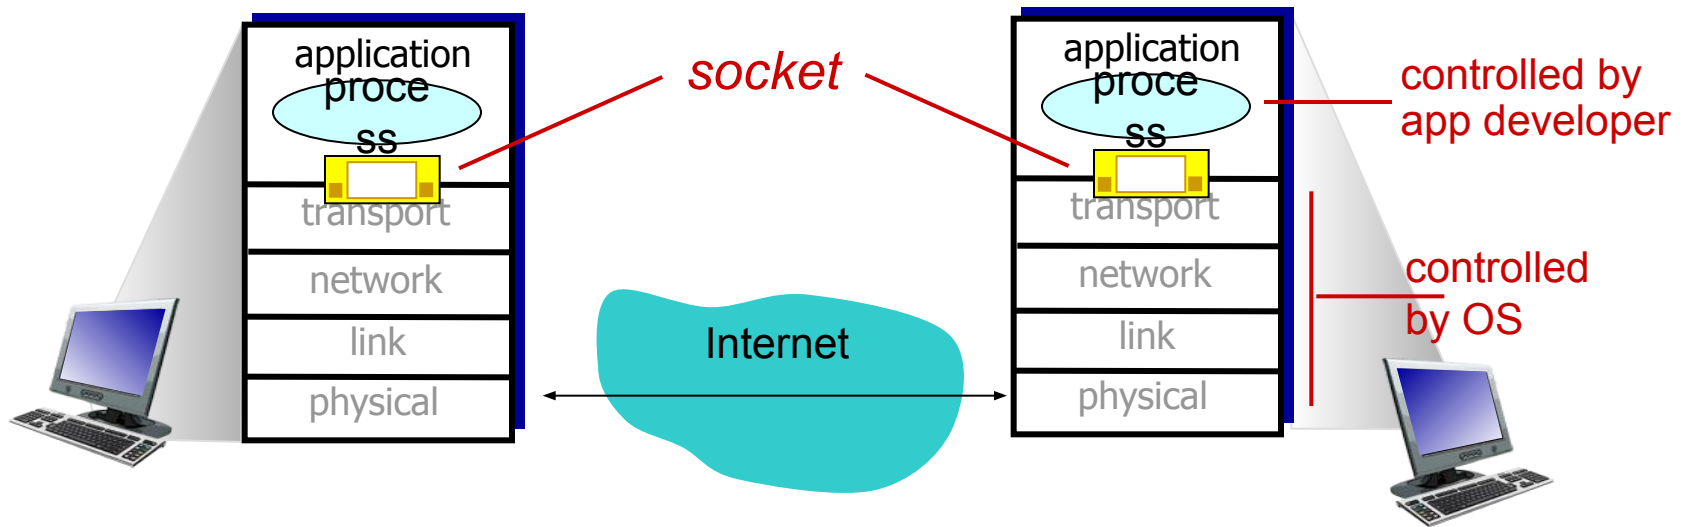 application
proce
ss
transport
network
link
physical
socket
Internet
application
proce
ss
transport
network
link
physical
controlled by
app developer
controlled
by OS